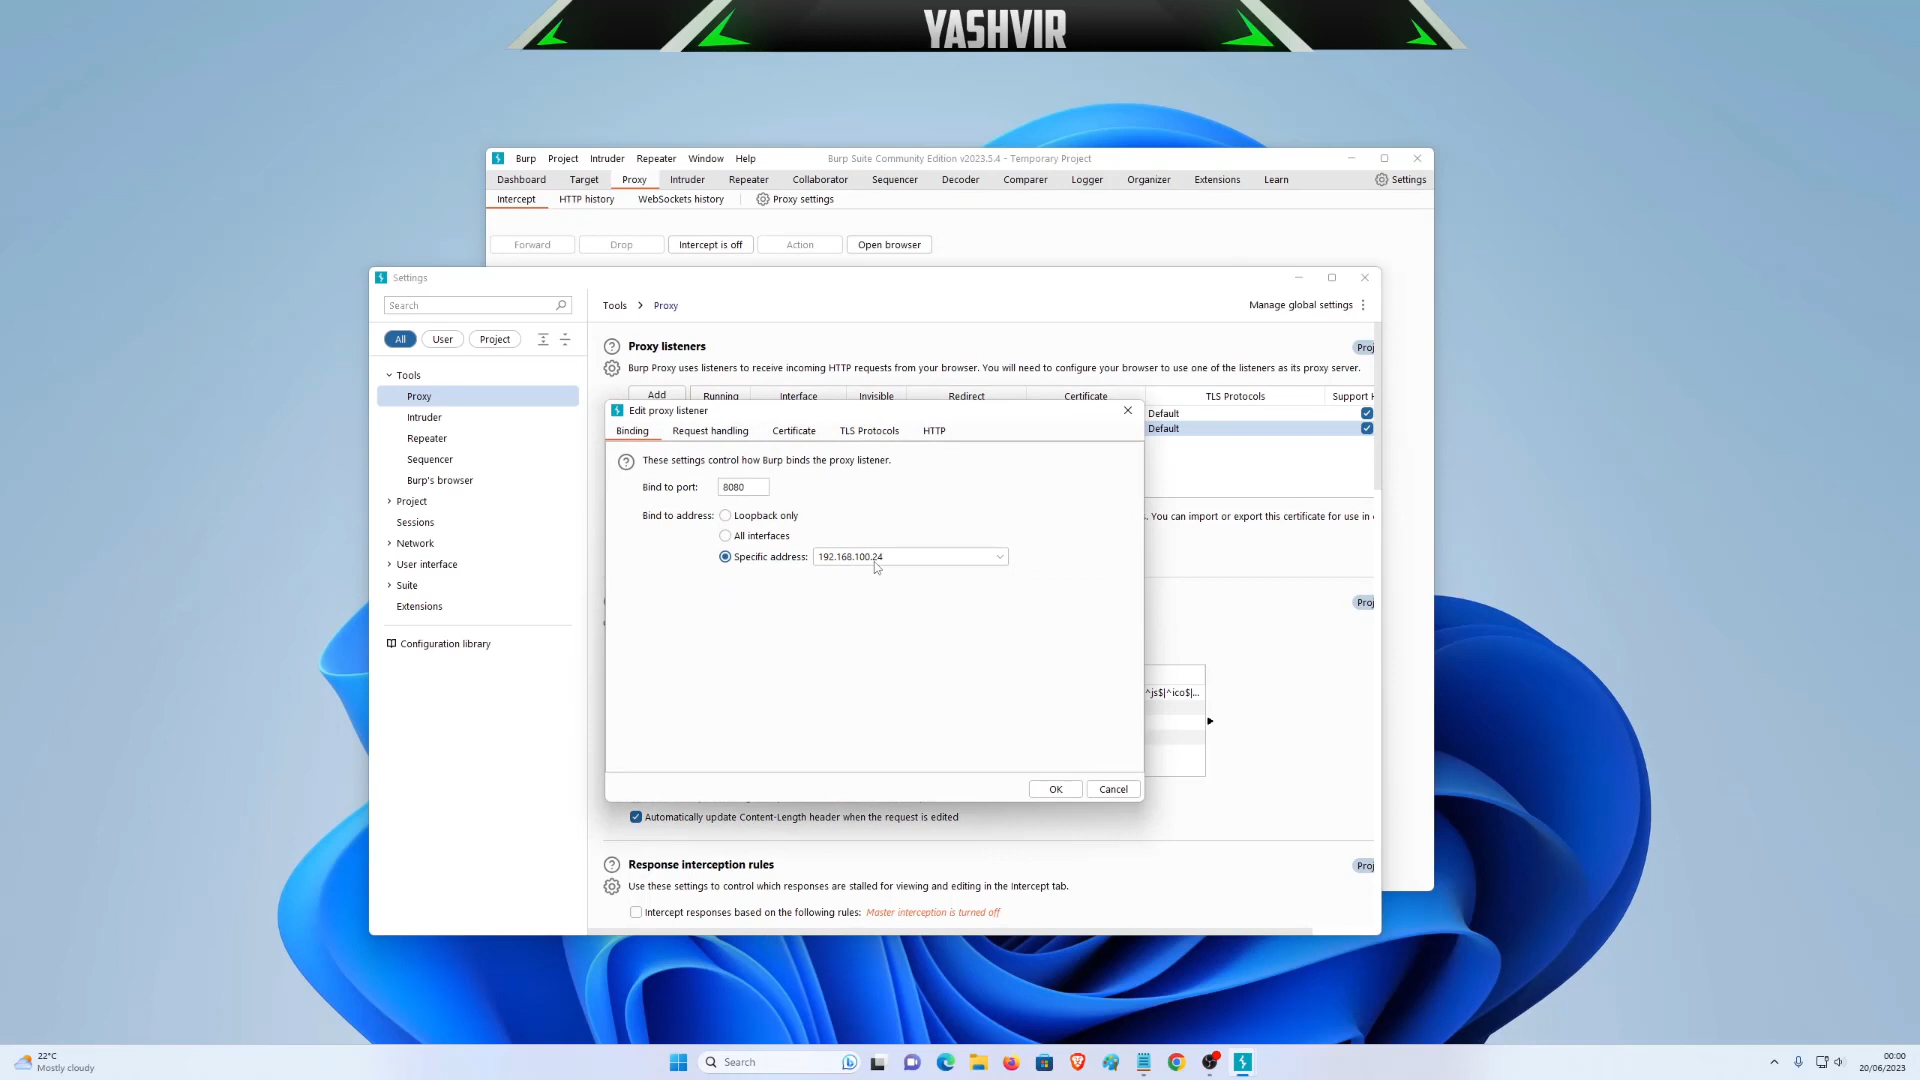 YASHVIR
Burp Project Intruder Repeater Window Help Burp Suite Community Edition v2023.5.4 - Temporary Project
Dashboard Target Proxy Intruder Repeater Collaborator Sequencer Decoder Comparer Logger Organizer Extensions Learn Settings
Intercept HTTP history WebSockets history Proxy settings
Forward Drop Intercept is off Action Open browser
Settings
Search
Tools Proxy Manage global settings
All User Project
Tools
Proxy
Intruder
Repeater
Sequencer
Burp's browser
Project
Sessions
Network
User interface
Suite
Extensions
Configuration library
Proxy listeners Proj
Burp Proxy uses listeners to receive incoming HTTP requests from your browser. You will need to configure your browser to use one of the listeners as its proxy server.
Add Running Interface Invisible Redirect Certificate TLS Protocols Support H
Default
Default
Edit proxy listener
Binding Request handling Certificate TLS Protocols HTTP
These settings control how Burp binds the proxy listener.
Bind to port: 8080
Bind to address: Loopback only
All interfaces
Specific address: 192.168.100.24
OK Cancel
. You can import or export this certificate for use in
Proj
^js$|^ico$|...
Automatically update Content-Length header when the request is edited
Response interception rules Proj
Use these settings to control which responses are stalled for viewing and editing in the Intercept tab.
Intercept responses based on the following rules: Master interception is turned off
22°C
Mostly cloudy
Search
00:00
20/06/2023